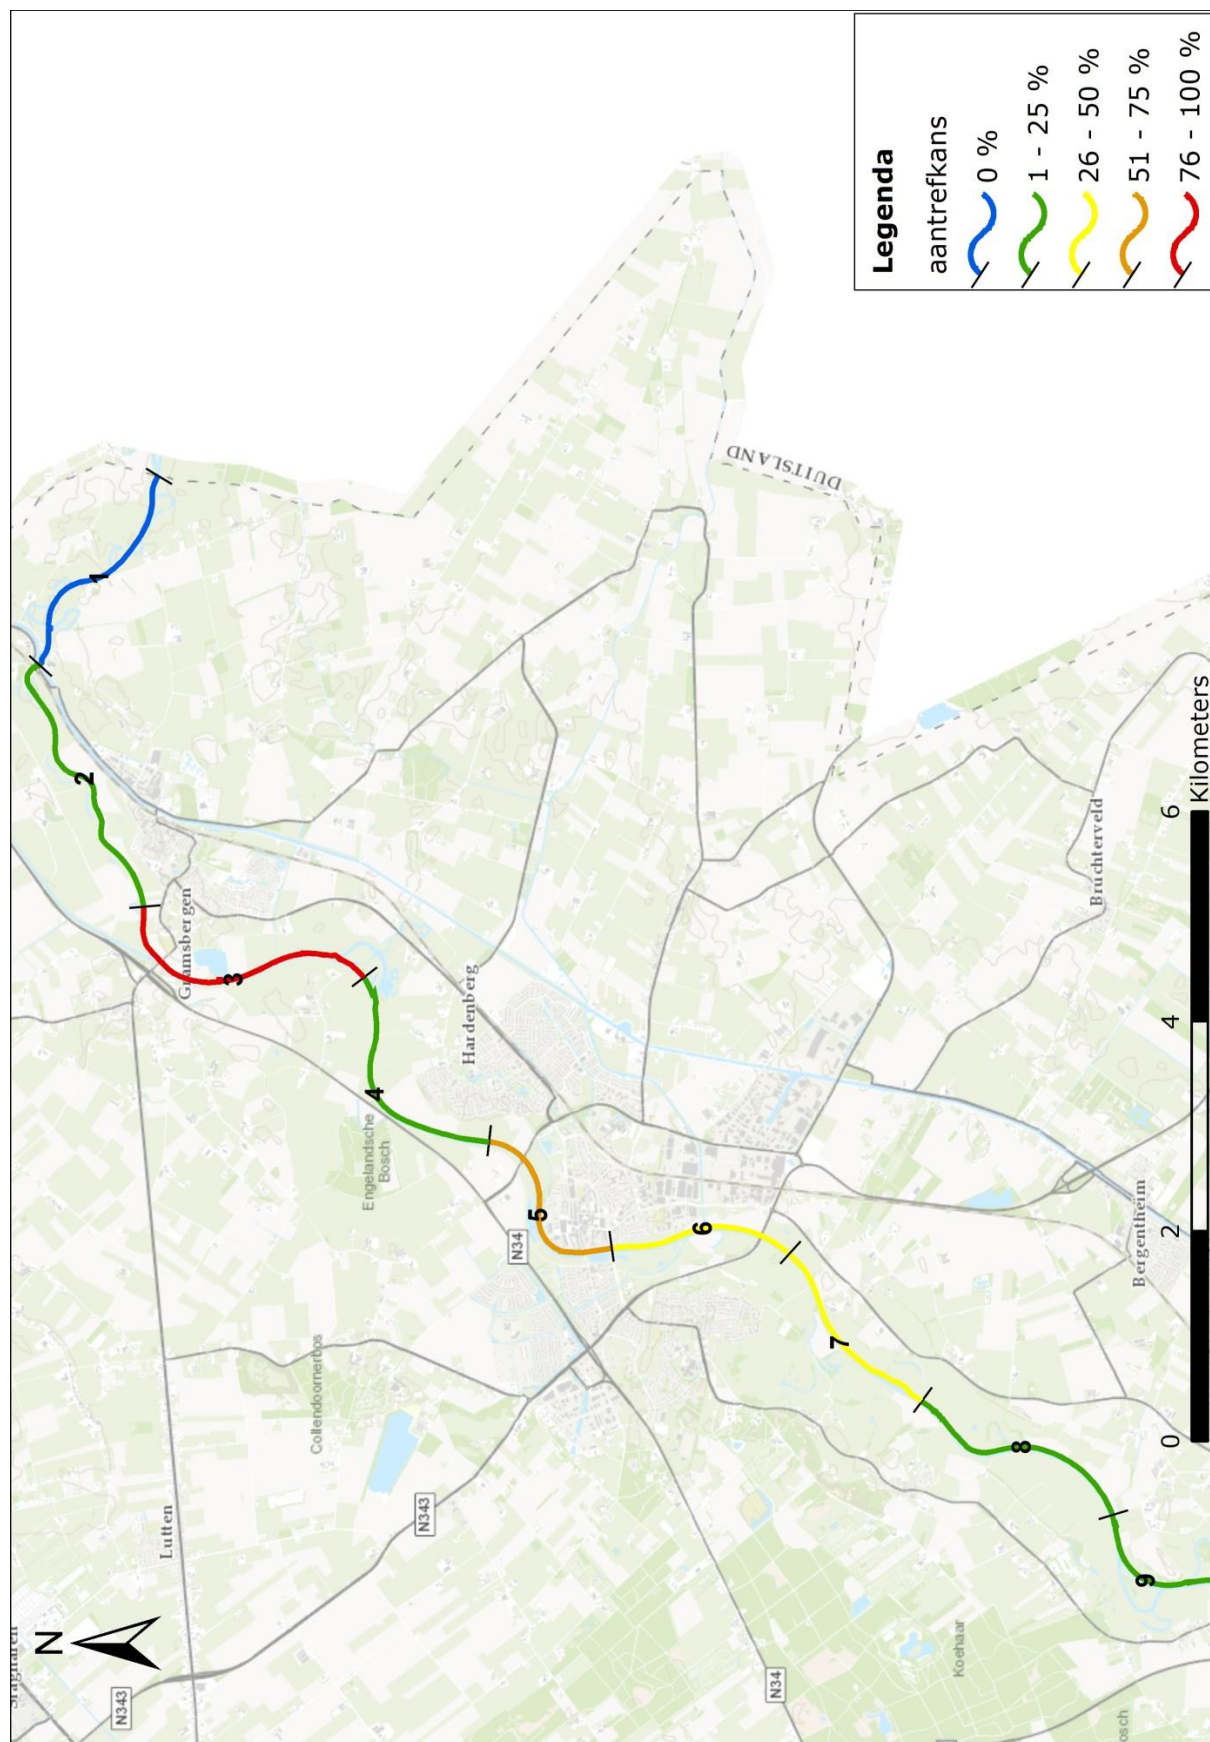 N
Slagharen
N343
Lutten
Collendoornerbos
N343
Gramsbergen
Engelandsche
Bosch
Hardenberg
N34
N34
Koehaar
Bergentheim
Bruchterveld
DUITSLAND
1
2
3
4
5
6
7
8
9
Legenda
aantrefkans
0 %
1 - 25 %
26 - 50 %
51 - 75 %
76 - 100 %
0 2 4 6
Kilometers